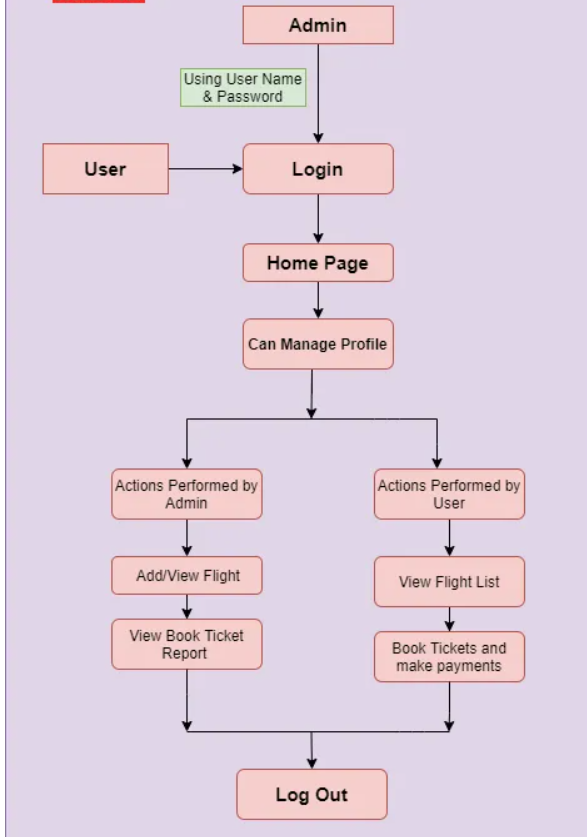 Admin
Using User Name
& Password
User
Login
Home Page
Can Manage Profile
Actions Performed by
Admin
Actions Performed by
User
Add/View Flight
View Flight List
View Book Ticket
Report
Book Tickets and
make payments
Log Out